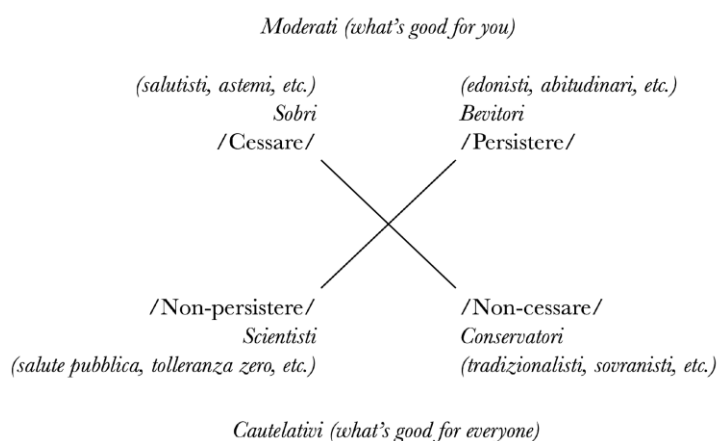 Moderati (what's good for you)
(salutisti, astemi, etc.)
(edonisti, abitudinari, etc.)
Sobri
Bevitori
/Cessare/
/Persistere/
/Non-persistere/
/Non-cessare/
Scientisti
Conservatori
(salute pubblica, tolleranza zero, etc.)
(tradizionalisti, sovranisti, etc.)
Cautelativi (what's good for everyone)